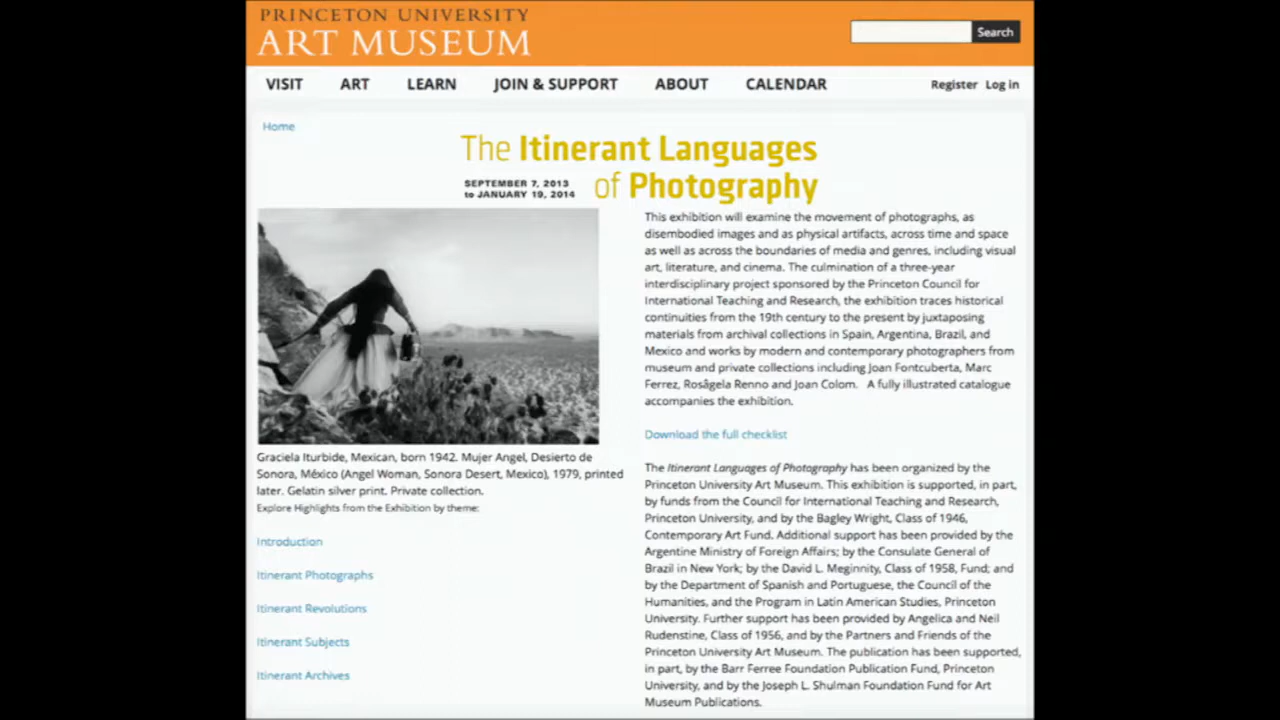 PRINCETON UNIVERSITY
ART MUSEUM
Search
VISIT ART LEARN JOIN & SUPPORT ABOUT CALENDAR Register Log in
Home
The Itinerant Languages
of Photography
SEPTEMBER 7, 2013
to JANUARY 19, 2014
Graciela Iturbide, Mexican, born 1942. Mujer Angel, Desierto de
Sonora, México (Angel Woman, Sonora Desert, Mexico), 1979, printed
later. Gelatin silver print. Private collection.
Explore Highlights from the Exhibition by theme:
Introduction
Itinerant Photographs
Itinerant Revolutions
Itinerant Subjects
Itinerant Archives
This exhibition will examine the movement of photographs, as
disembodied images and as physical artifacts, across time and space
as well as across the boundaries of media and genres, including visual
art, literature, and cinema. The culmination of a three-year
interdisciplinary project sponsored by the Princeton Council for
International Teaching and Research, the exhibition traces historical
continuities from the 19th century to the present by juxtaposing
materials from archival collections in Spain, Argentina, Brazil, and
Mexico and works by modern and contemporary photographers from
museum and private collections including Joan Fontcuberta, Marc
Ferrez, Rosâgela Renno and Joan Colom. A fully illustrated catalogue
accompanies the exhibition.
Download the full checklist
The Itinerant Languages of Photography has been organized by the
Princeton University Art Museum. This exhibition is supported, in part,
by funds from the Council for International Teaching and Research,
Princeton University, and by the Bagley Wright, Class of 1946,
Contemporary Art Fund. Additional support has been provided by the
Argentine Ministry of Foreign Affairs; by the Consulate General of
Brazil in New York; by the David L. Meginnity, Class of 1958, Fund; and
by the Department of Spanish and Portuguese, the Council of the
Humanities, and the Program in Latin American Studies, Princeton
University. Further support has been provided by Angelica and Neil
Rudenstine, Class of 1956, and by the Partners and Friends of the
Princeton University Art Museum. The publication has been supported,
in part, by the Barr Ferree Foundation Publication Fund, Princeton
University, and by the Joseph L. Shulman Foundation Fund for Art
Museum Publications.